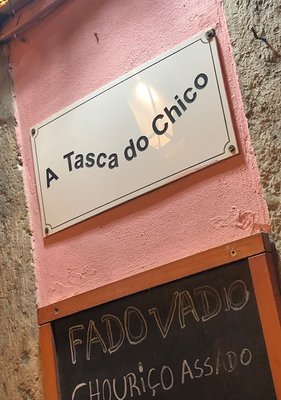 A Tasca do Chico
FADO VADIO
CHOURIÇO ASSADO